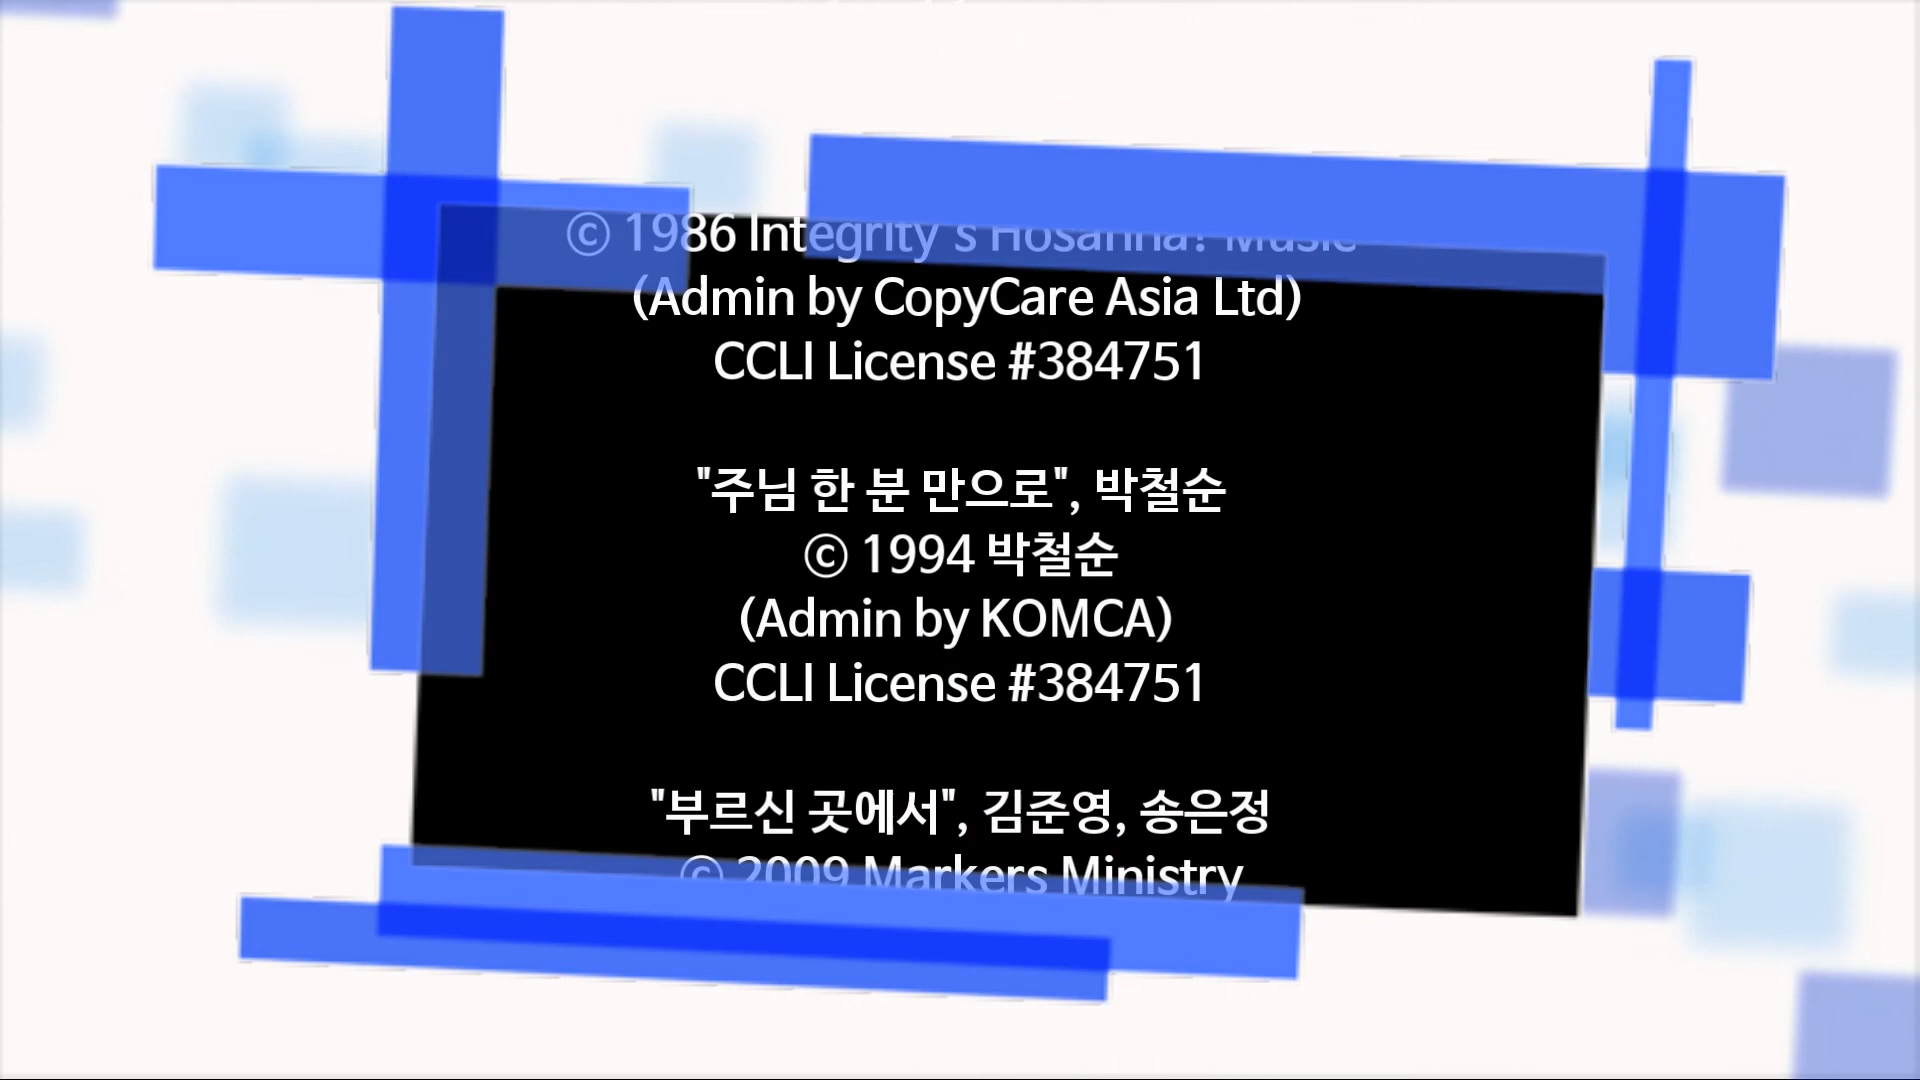 © 1986 Integrity's Hosanna! Music
(Admin by CopyCare Asia Ltd)
CCLI License #384751
"주님 한 분 만으로", 박철순
© 1994 박철순
(Admin by KOMCA)
CCLI License #384751
"부르신 곳에서", 김준영, 송은정
© 2009 Markers Ministry